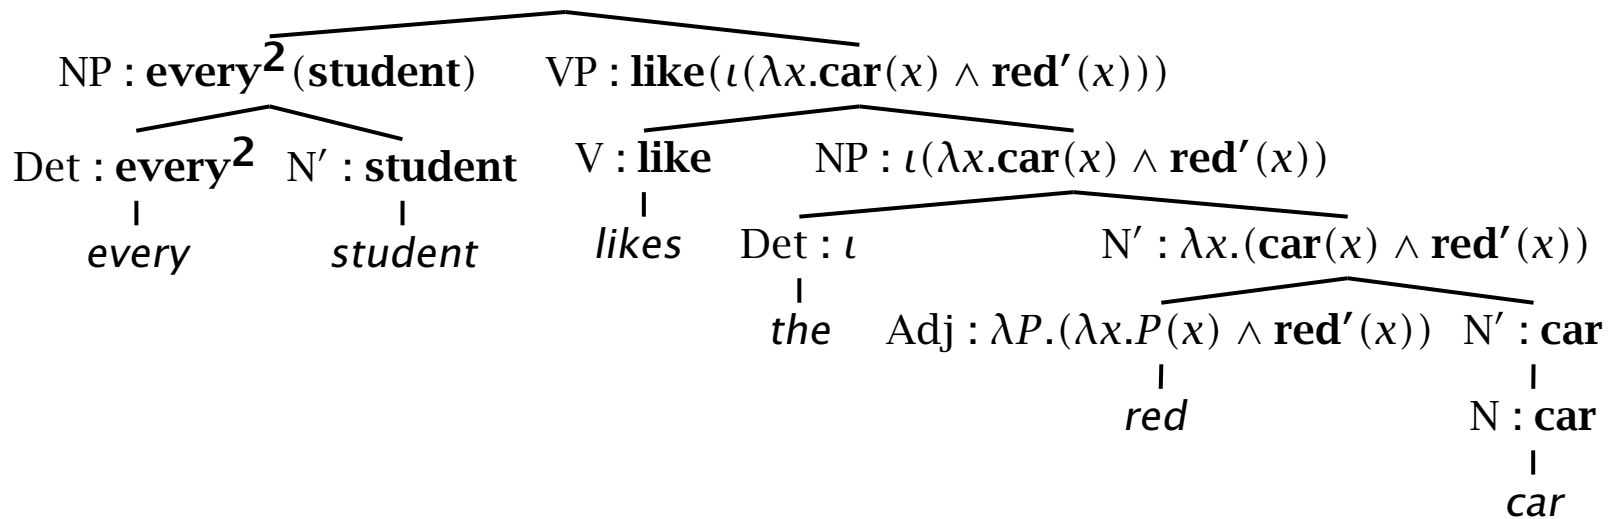 NP : every²(student) VP : like(ι(λx.car(x) ∧ red′(x)))
Det : every² N′ : student V : like NP : ι(λx.car(x) ∧ red′(x))
every student likes Det : ι N′ : λx.(car(x) ∧ red′(x))
the Adj : λP.(λx.P(x) ∧ red′(x)) N′ : car
red N : car
car